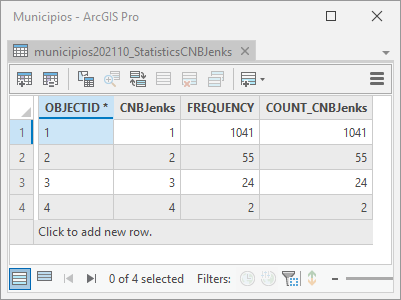 Municipios - ArcGIS Pro
municipios202110_StatisticsCNBJenks
OBJECTID * CNBJenks FREQUENCY COUNT_CNBJenks
1 1 1 1041 1041
2 2 2 55 55
3 3 3 24 24
4 4 4 2 2
Click to add new row.
0 of 4 selected Filters: